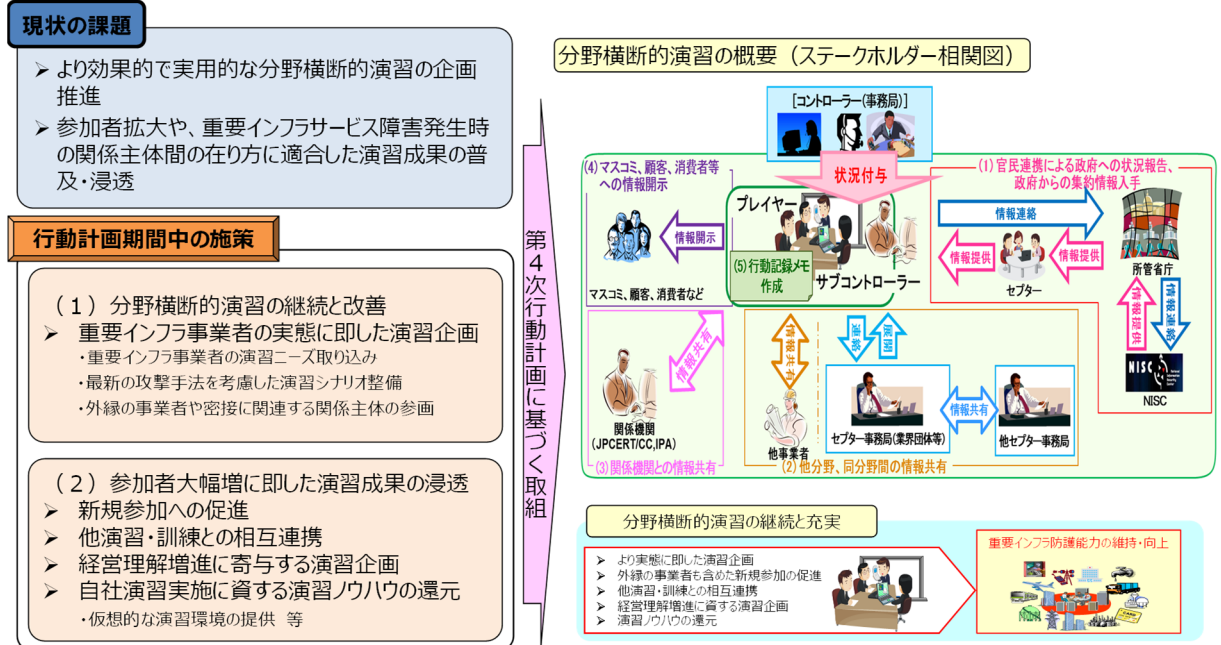 現状の課題
➢ より効果的で実用的な分野横断的演習の企画
推進
➢ 参加者拡大や、重要インフラサービス障害発生時
の関係主体間の在り方に適合した演習成果の普
及・浸透
行動計画期間中の施策
（１）分野横断的演習の継続と改善
➢ 重要インフラ事業者の実態に即した演習企画
・重要インフラ事業者の演習ニーズ取り込み
・最新の攻撃手法を考慮した演習シナリオ整備
・外縁の事業者や密接に関連する関係主体の参画
（２）参加者大幅増に即した演習成果の浸透
➢ 新規参加への促進
➢ 他演習・訓練との相互連携
➢ 経営理解増進に寄与する演習企画
➢ 自社演習実施に資する演習ノウハウの還元
・仮想的な演習環境の提供 等
第４次行動計画に基づく取組
分野横断的演習の概要（ステークホルダー相関図）
[コントローラー(事務局)]
状況付与
(4)マスコミ、顧客、消費者等
への情報開示
情報開示
マスコミ、顧客、消費者など
プレイヤー
(5)行動記録メモ
作成
サブコントローラー
(1)官民連携による政府への状況報告、
政府からの集約情報入手
情報連絡
情報提供
セプター
情報提供
所管省庁
情報提供
情報連絡
NISC
NISC
情報共有
関係機関
(JPCERT/CC,IPA)
(3)関係機関との情報共有
情報共有
他事業者
連絡
展開
セプター事務局(業界団体等)
情報共有
他セプター事務局
(2)他分野、同分野間の情報共有
分野横断的演習の継続と充実
➢ より実態に即した演習企画
➢ 外縁の事業者も含めた新規参加の促進
➢ 他演習・訓練との相互連携
➢ 経営理解増進に資する演習企画
➢ 演習ノウハウの還元
重要インフラ防護能力の維持・向上